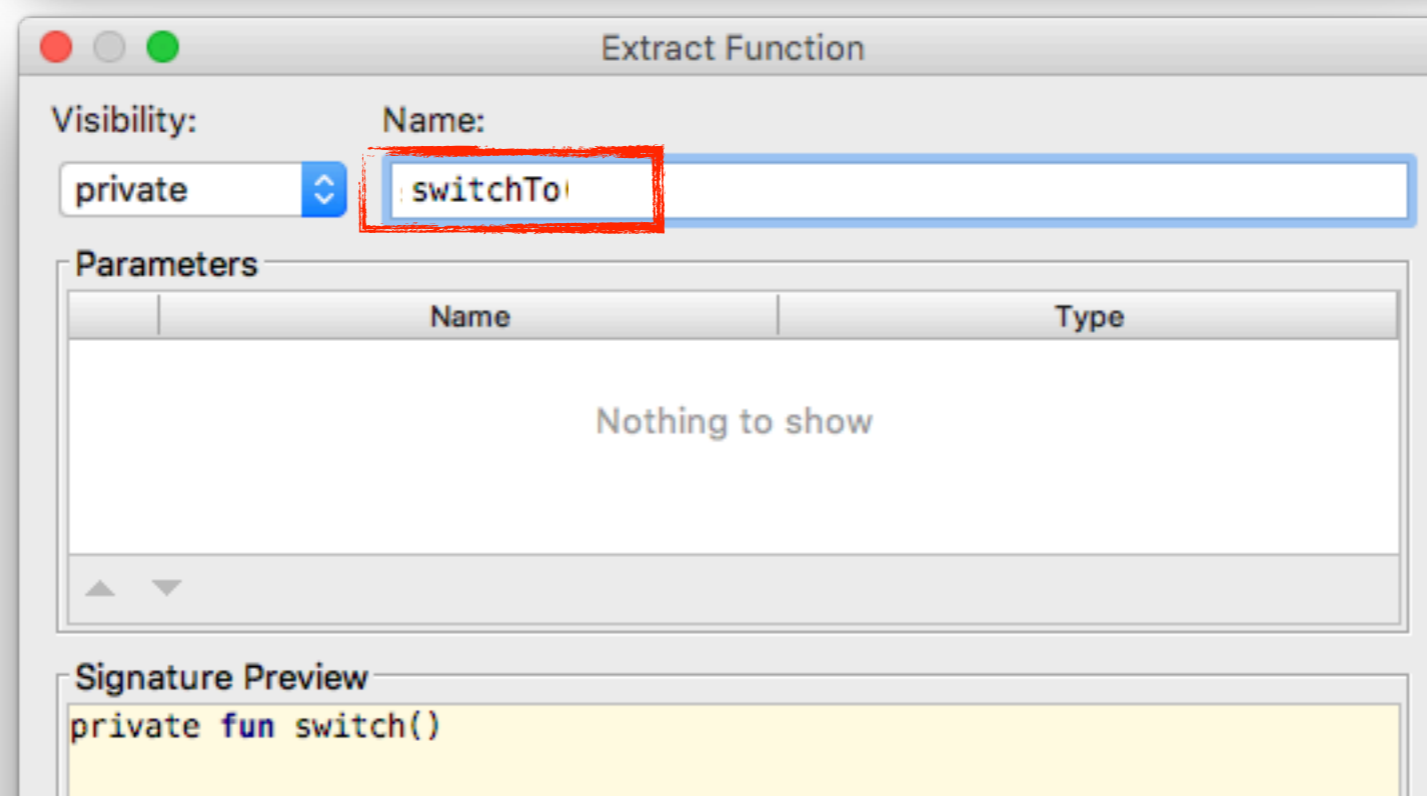 Extract Function
Visibility: Name:
private switchTo(
Parameters
Name Type
Nothing to show
Signature Preview
private fun switch()